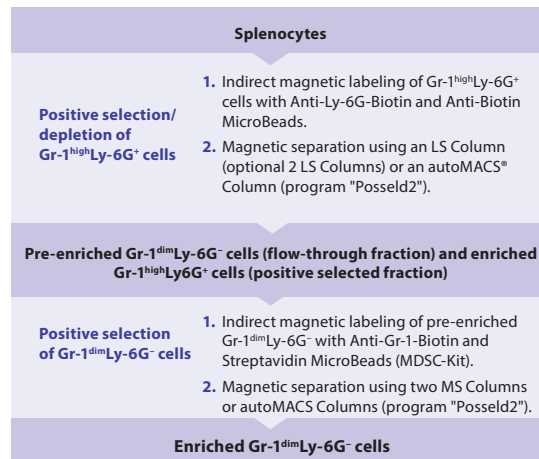 Splenocytes
Positive selection/
depletion of
Gr-1ʰⁱᵍʰLy-6G⁺ cells
1. Indirect magnetic labeling of Gr-1ʰⁱᵍʰLy-6G⁺
cells with Anti-Ly-6G-Biotin and Anti-Biotin
MicroBeads.
2. Magnetic separation using an LS Column
(optional 2 LS Columns) or an autoMACS®
Column (program "Posseld2").
Pre-enriched Gr-1ᵈⁱᵐLy-6G⁻ cells (flow-through fraction) and enriched
Gr-1ʰⁱᵍʰLy6G⁺ cells (positive selected fraction)
Positive selection
of Gr-1ᵈⁱᵐLy-6G⁻ cells
1. Indirect magnetic labeling of pre-enriched
Gr-1ᵈⁱᵐLy-6G⁻ with Anti-Gr-1-Biotin and
Streptavidin MicroBeads (MDSC-Kit).
2. Magnetic separation using two MS Columns
or autoMACS Columns (program "Posseld2").
Enriched Gr-1ᵈⁱᵐLy-6G⁻ cells